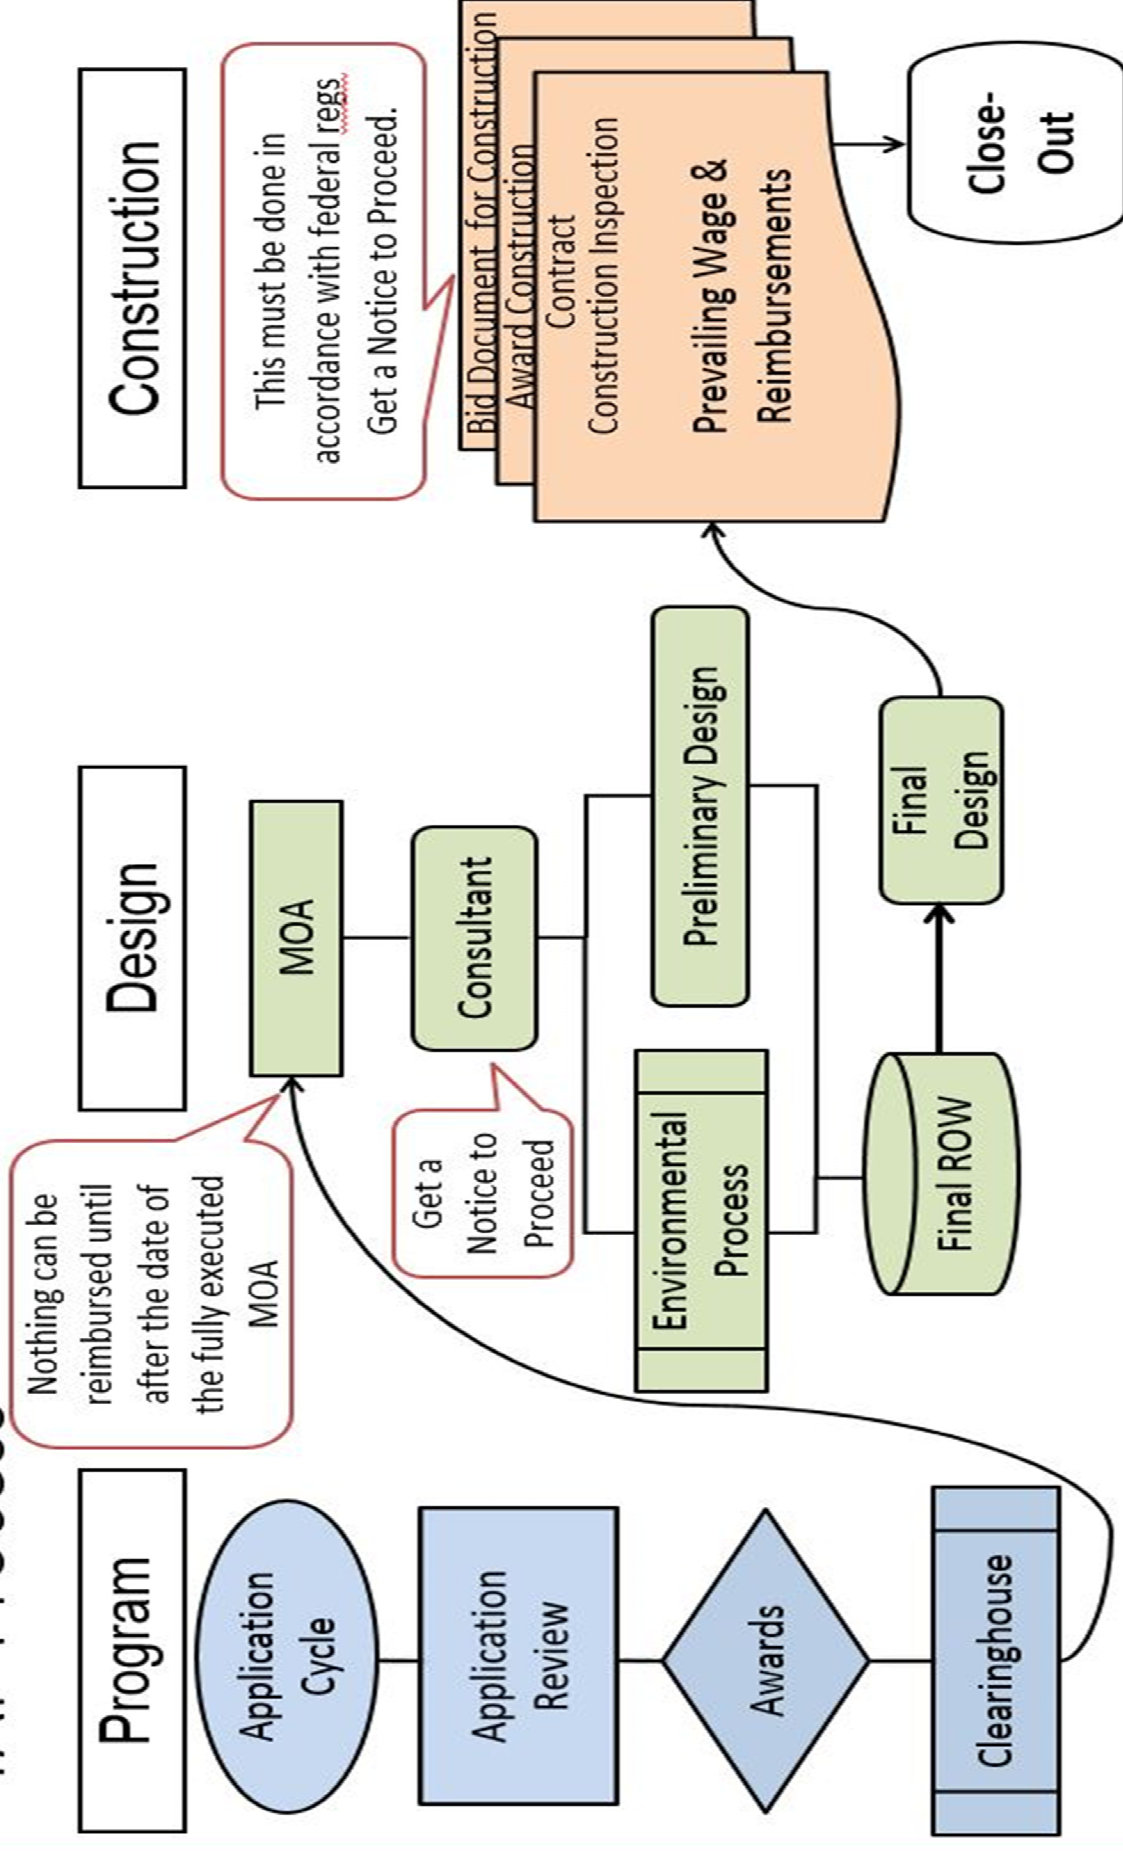 Program
Application
Cycle
Application
Review
Awards
Clearinghouse
Design
Nothing can be
reimbursed until
after the date of
the fully executed
MOA
MOA
Get a
Notice to
Proceed
Consultant
Environmental
Process
Preliminary Design
Final ROW
Final
Design
Construction
This must be done in
accordance with federal regs.
Get a Notice to Proceed.
Bid Document for Construction
Award Construction
Contract
Construction Inspection
Prevailing Wage &
Reimbursements
Close-
Out